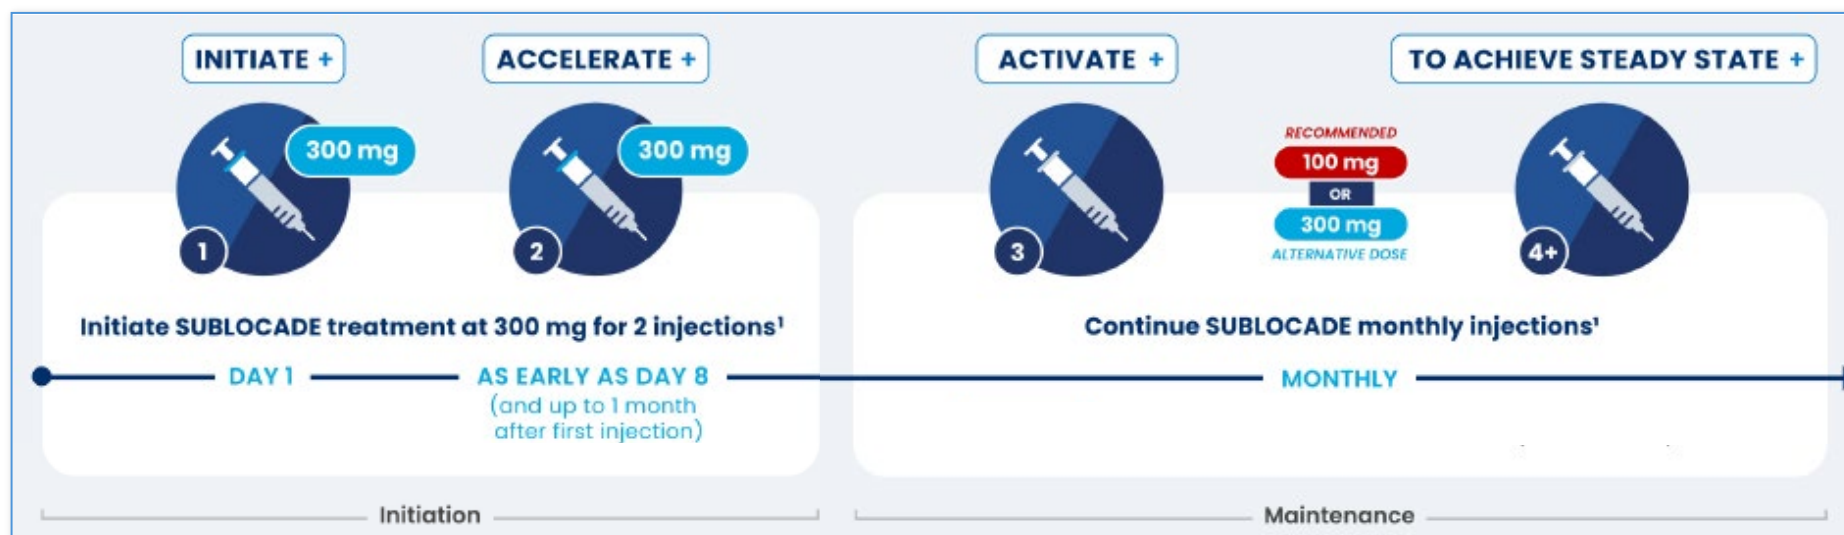 INITIATE +
300 mg
1
ACCELERATE +
300 mg
2
Initiate SUBLOCADE treatment at 300 mg for 2 injections¹
DAY 1
AS EARLY AS DAY 8
(and up to 1 month
after first injection)
Initiation
ACTIVATE +
3
RECOMMENDED
100 mg
OR
300 mg
ALTERNATIVE DOSE
TO ACHIEVE STEADY STATE +
4+
Continue SUBLOCADE monthly injections¹
MONTHLY
Maintenance